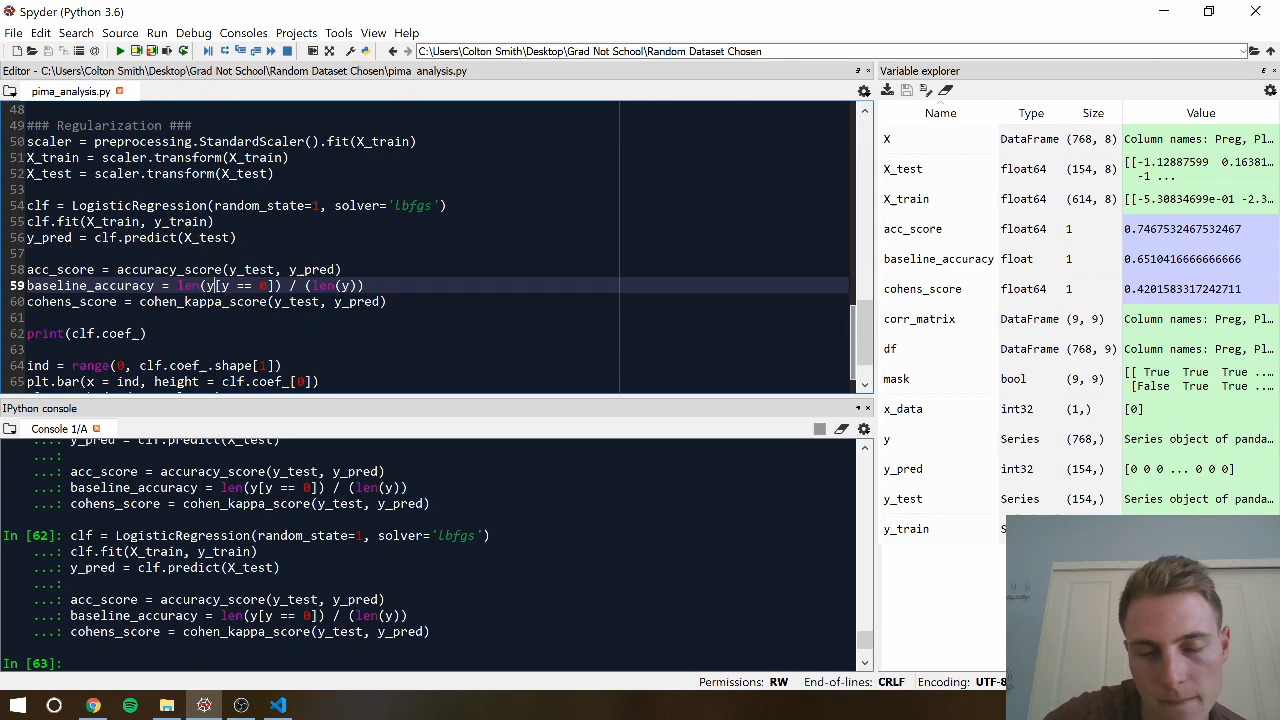 Spyder (Python 3.6)
File Edit Search Source Run Debug Consoles Projects Tools View Help
C:\Users\Colton Smith\Desktop\Grad Not School\Random Dataset Chosen
Editor - C:\Users\Colton Smith\Desktop\Grad Not School\Random Dataset Chosen\pima_analysis.py
pima_analysis.py
48
49 ### Regularization ###
50 scaler = preprocessing.StandardScaler().fit(X_train)
51 X_train = scaler.transform(X_train)
52 X_test = scaler.transform(X_test)
53
54 clf = LogisticRegression(random_state=1, solver='lbfgs')
55 clf.fit(X_train, y_train)
56 y_pred = clf.predict(X_test)
57
58 acc_score = accuracy_score(y_test, y_pred)
59 baseline_accuracy = len(y[y == 0]) / (len(y))
60 cohens_score = cohen_kappa_score(y_test, y_pred)
61
62 print(clf.coef_)
63
64 ind = range(0, clf.coef_.shape[1])
65 plt.bar(x = ind, height = clf.coef_[0])
IPython console
Console 1/A
...: y_pred = clf.predict(X_test)
...:
...: acc_score = accuracy_score(y_test, y_pred)
...: baseline_accuracy = len(y[y == 0]) / (len(y))
...: cohens_score = cohen_kappa_score(y_test, y_pred)
In [62]: clf = LogisticRegression(random_state=1, solver='lbfgs')
...: clf.fit(X_train, y_train)
...: y_pred = clf.predict(X_test)
...:
...: acc_score = accuracy_score(y_test, y_pred)
...: baseline_accuracy = len(y[y == 0]) / (len(y))
...: cohens_score = cohen_kappa_score(y_test, y_pred)
In [63]:
Variable explorer
Name Type Size Value
X DataFrame (768, 8) Column names: Preg, Pl...
X_test float64 (154, 8) [[-1.12887599 0.16381...
-1 ...
X_train float64 (614, 8) [[-5.30834699e-01 -2.3...
acc_score float64 1 0.7467532467532467
baseline_accuracy float 1 0.6510416666666666
cohens_score float64 1 0.4201583317242711
corr_matrix DataFrame (9, 9) Column names: Preg, Pl...
df DataFrame (768, 9) Column names: Preg, Pl...
mask bool (9, 9) [[ True True True ...
[False True True ...
x_data int32 (1,) [0]
y Series (768,) Series object of panda...
y_pred int32 (154,) [0 0 0 ... 0 0 0]
y_test Series (154,) Series object of panda...
y_train S
Permissions: RW End-of-lines: CRLF Encoding: UTF-8